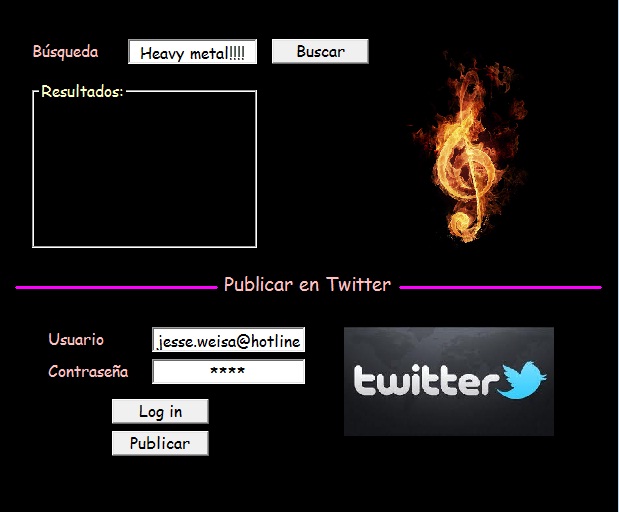 Búsqueda Heavy metal!!!! Buscar
Resultados:
Publicar en Twitter
Usuario jesse.weisa@hotline
Contraseña ****
twitter
Log in
Publicar